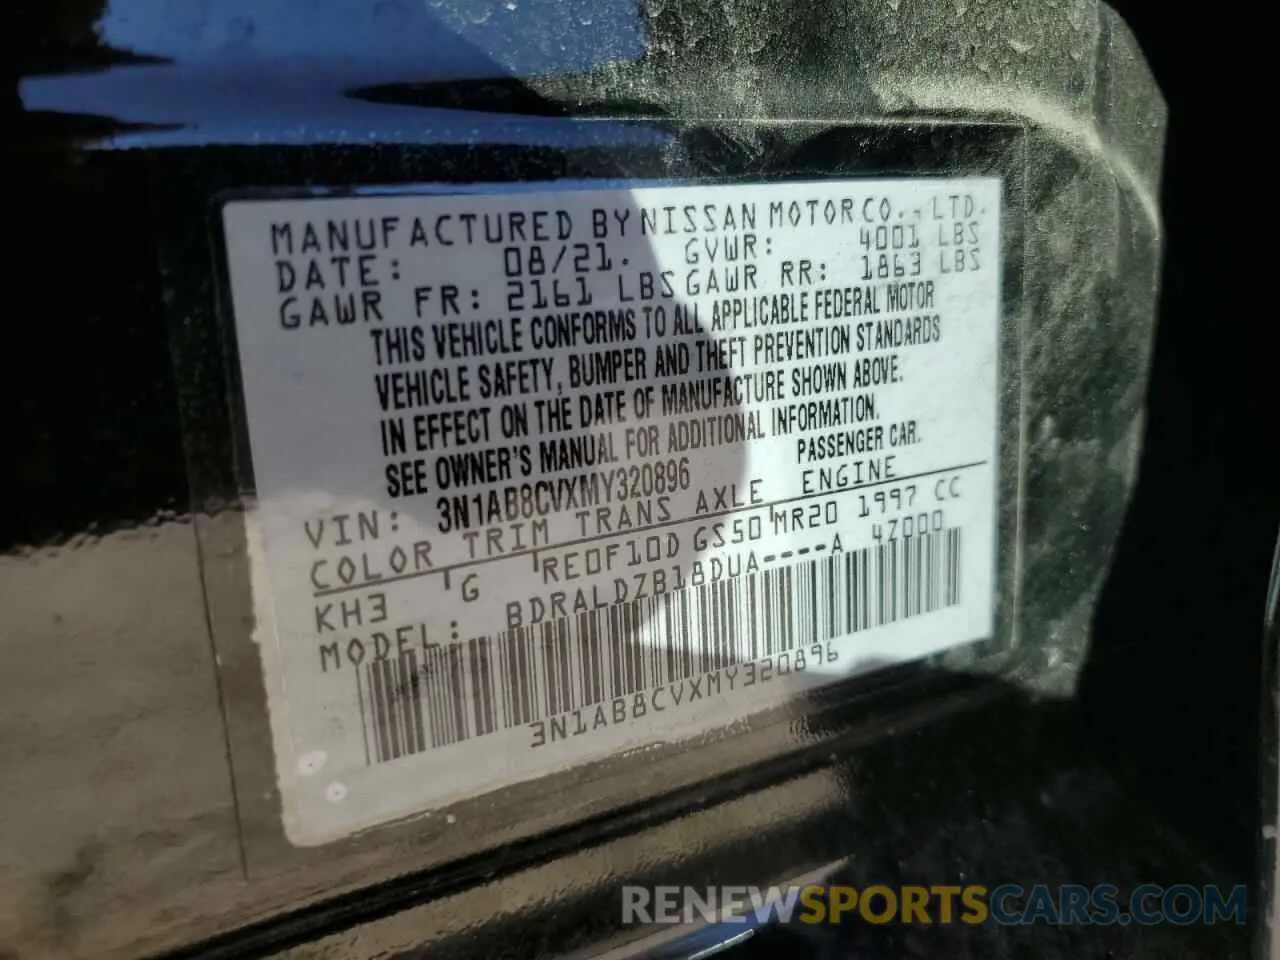 MANUFACTURED BY NISSAN MOTOR CO., LTD.
DATE: 08/21. GVWR: 4001 LBS
GAWR FR: 2161 LBS GAWR RR: 1863 LBS
THIS VEHICLE CONFORMS TO ALL APPLICABLE FEDERAL MOTOR
VEHICLE SAFETY, BUMPER AND THEFT PREVENTION STANDARDS
IN EFFECT ON THE DATE OF MANUFACTURE SHOWN ABOVE.
SEE OWNER'S MANUAL FOR ADDITIONAL INFORMATION.
VIN: 3N1AB8CVXMY320896 PASSENGER CAR.
COLOR TRIM TRANS AXLE ENGINE
KH3 G RE0F10D GS50 MR20 1997 CC
MODEL: BDRALDZB18DUA----A 4Z000
3N1AB8CVXMY320896
RENEWSPORTSCARS.COM